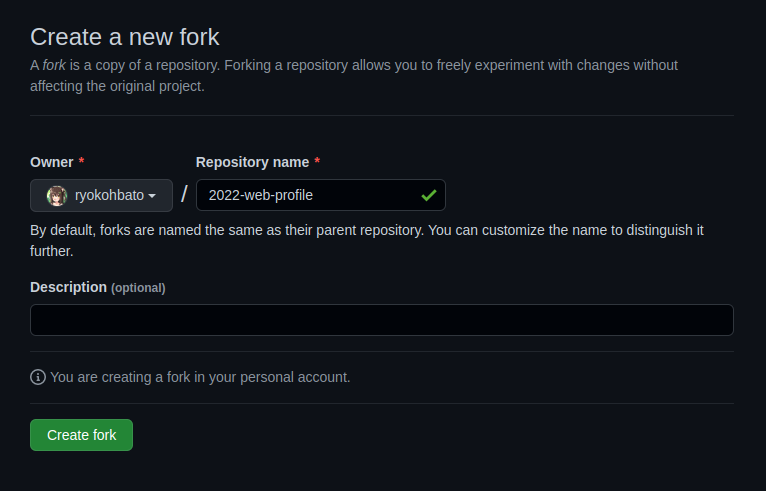 Create a new fork
A fork is a copy of a repository. Forking a repository allows you to freely experiment with changes without
affecting the original project.
Owner * Repository name *
ryokohbato / 2022-web-profile
By default, forks are named the same as their parent repository. You can customize the name to distinguish it
further.
Description (optional)
You are creating a fork in your personal account.
Create fork